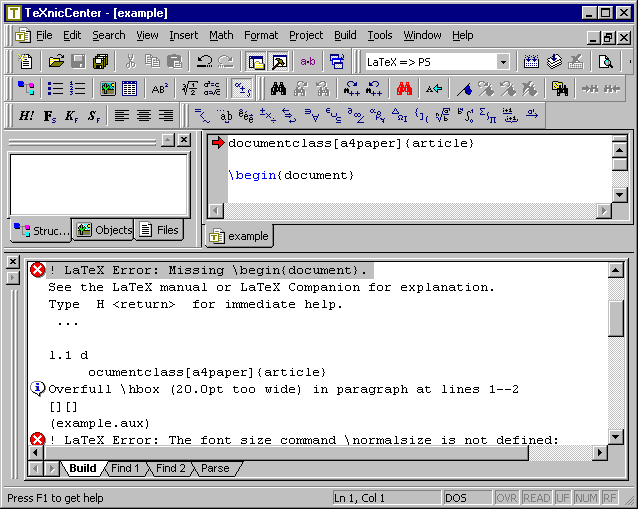 TeXnicCenter - [example]
File Edit Search View Insert Math Format Project Build Tools Window Help
LaTeX => PS
H! Fs Kf Sf
documentclass[a4paper]{article}
\begin{document}
Struc... Objects Files
example
! LaTeX Error: Missing \begin{document}.
See the LaTeX manual or LaTeX Companion for explanation.
Type H <return> for immediate help.
...
l.1 d
ocumentclass[a4paper]{article}
Overfull \hbox (20.0pt too wide) in paragraph at lines 1--2
[][]
(example.aux)
! LaTeX Error: The font size command \normalsize is not defined:
Build Find 1 Find 2 Parse
Press F1 to get help
Ln 1, Col 1 DOS OVR READ LF NUM RF